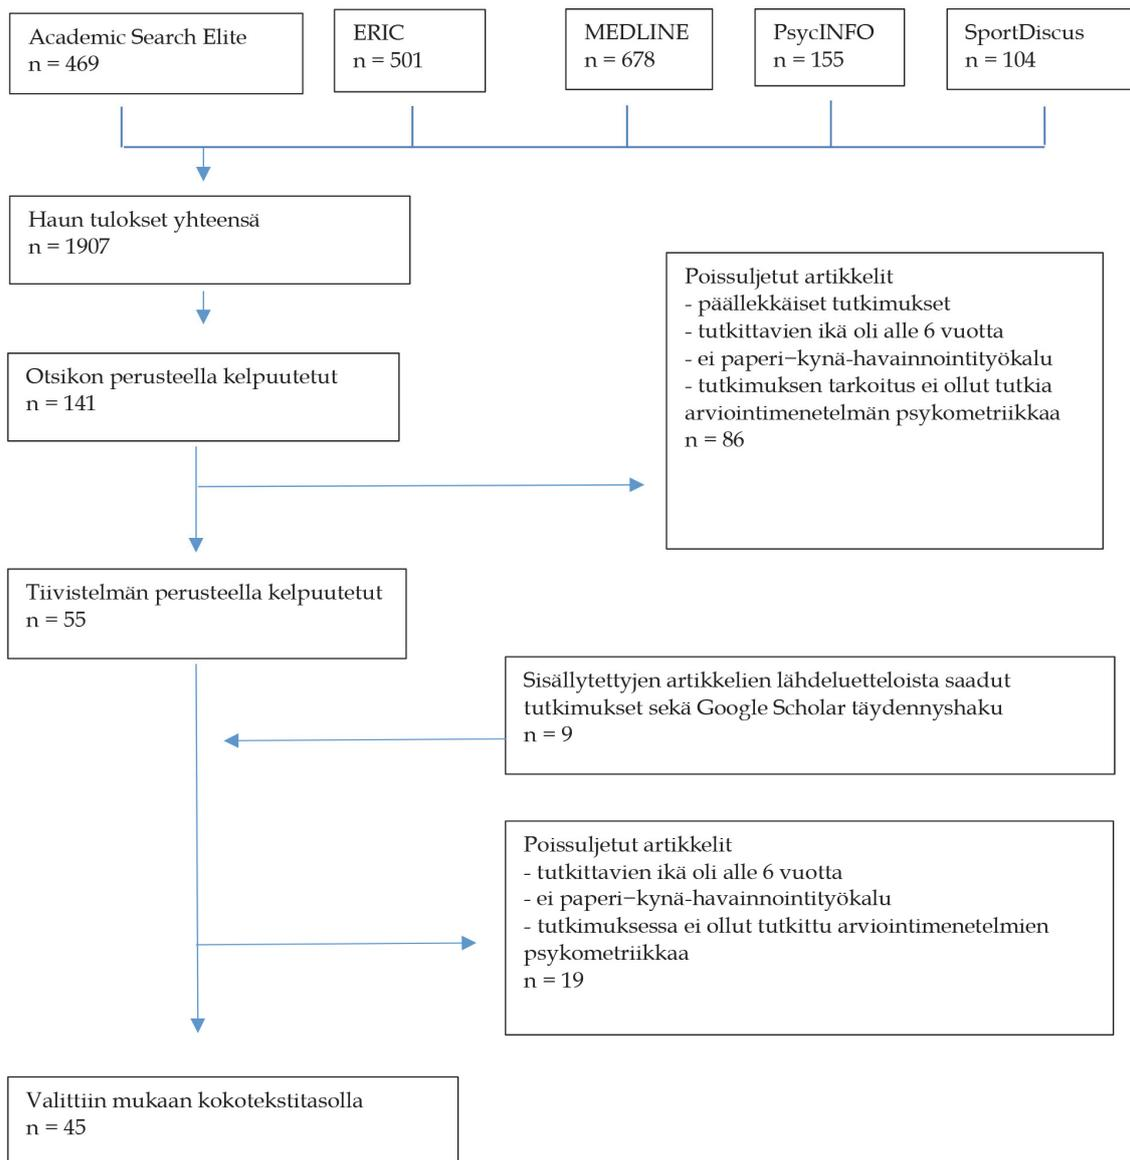 Academic Search Elite
n = 469
ERIC
n = 501
MEDLINE
n = 678
PsycINFO
n = 155
SportDiscus
n = 104
Haun tulokset yhteensä
n = 1907
Poissuljetut artikkelit
- päällekkäiset tutkimukset
- tutkittavien ikä oli alle 6 vuotta
- ei paperi−kynä-havainnointityökalu
- tutkimuksen tarkoitus ei ollut tutkia
arviointimenetelmän psykometriikkaa
n = 86
Otsikon perusteella kelpuutetut
n = 141
Tiivistelmän perusteella kelpuutetut
n = 55
Sisällytettyjen artikkelien lähdeluetteloista saadut
tutkimukset sekä Google Scholar täydennyshaku
n = 9
Poissuljetut artikkelit
- tutkittavien ikä oli alle 6 vuotta
- ei paperi−kynä-havainnointityökalu
- tutkimuksessa ei ollut tutkittu arviointimenetelmien
psykometriikkaa
n = 19
Valittiin mukaan kokotekstitasolla
n = 45